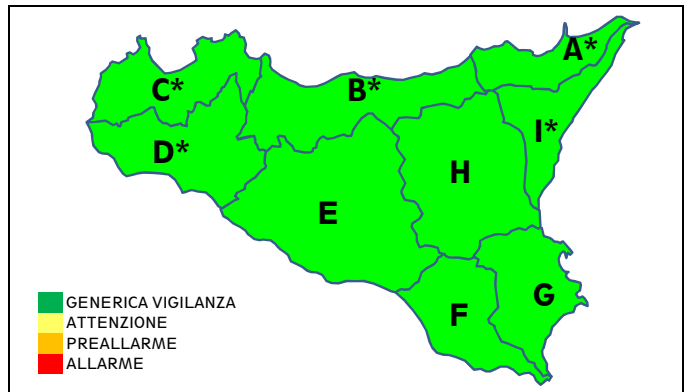 A*
C*
B*
I*
D*
H
E
G
F
GENERICA VIGILANZA
ATTENZIONE
PREALLARME
ALLARME